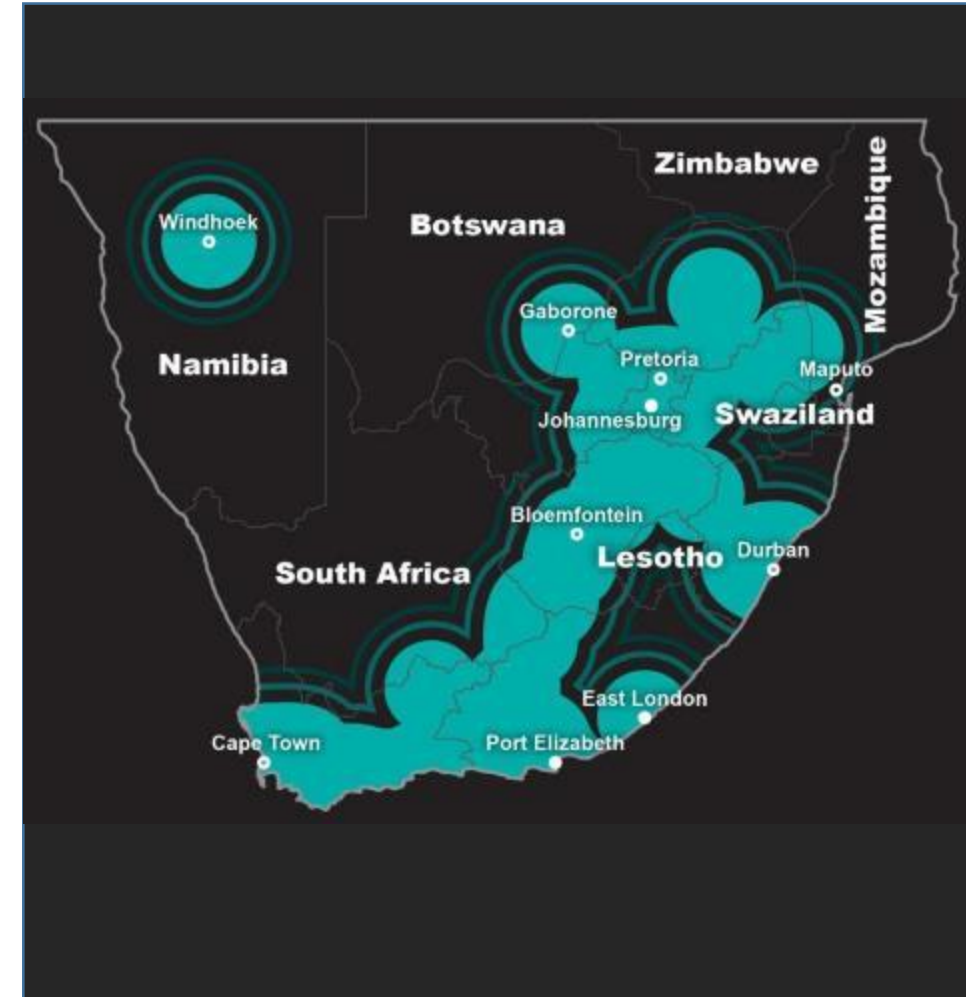 Zimbabwe
Mozambique
Windhoek
Botswana
Gaborone
Namibia
Pretoria
Maputo
Johannesburg
Swaziland
Bloemfontein
Lesotho
Durban
South Africa
East London
Cape Town
Port Elizabeth